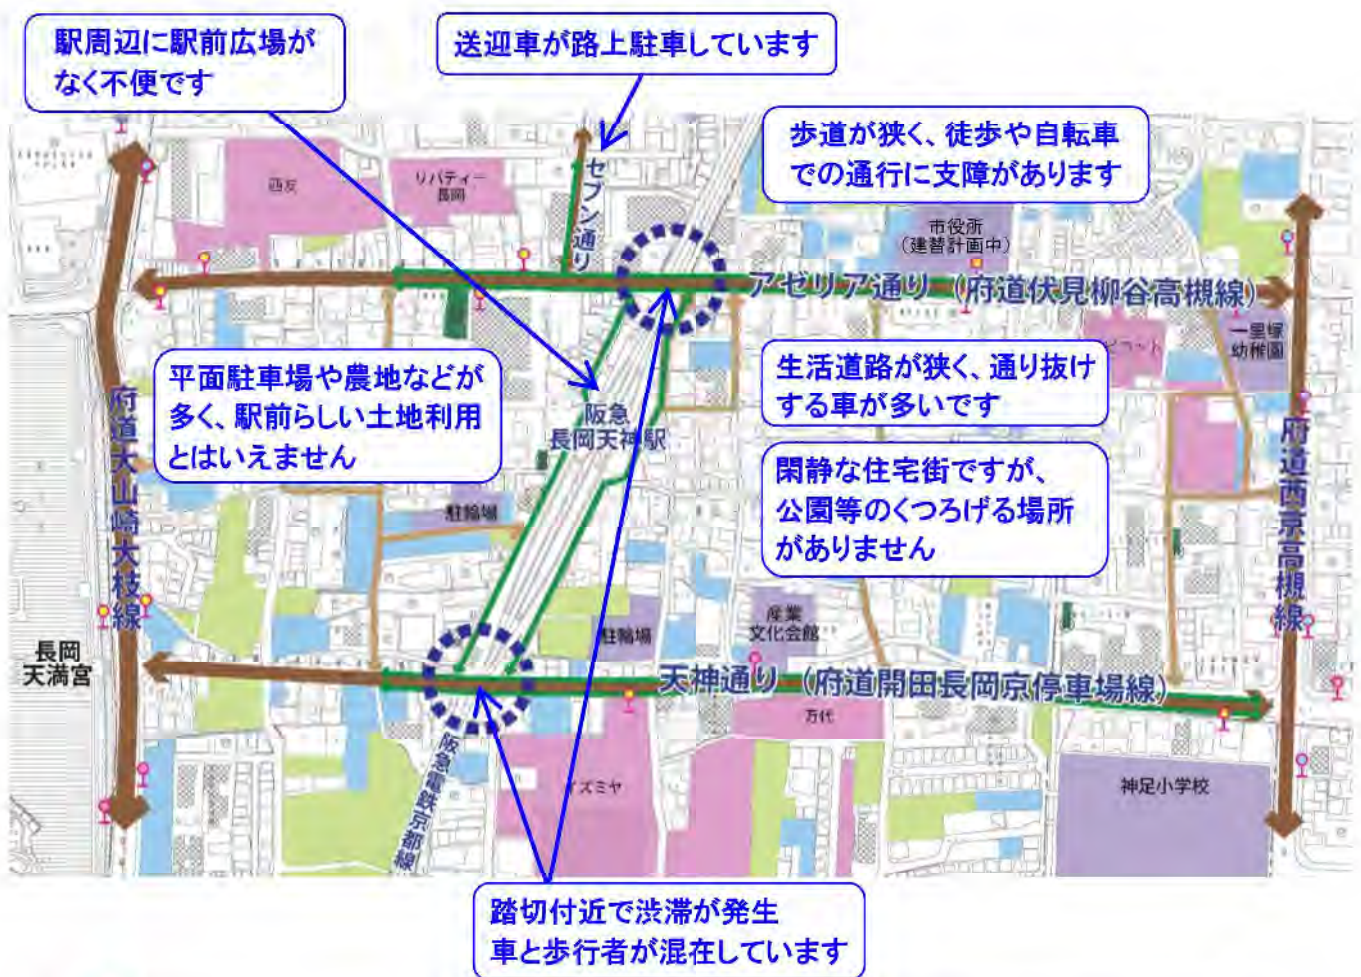 駅周辺に駅前広場が
なく不便です
送迎車が路上駐車しています
歩道が狭く、徒歩や自転車
での通行に支障があります
西友
リバティー
長岡
セブン通り
市役所
(建替計画中)
アゼリア通り (府道伏見柳谷高槻線)
一里塚
幼稚園
平面駐車場や農地などが
多く、駅前らしい土地利用
とはいえません
阪急
長岡天神駅
生活道路が狭く、通り抜け
する車が多いです
閑静な住宅街ですが、
公園等のくつろげる場所
がありません
府道大山崎大枝線
府道西京高槻線
駐輪場
駐輪場
産業
文化会館
長岡
天満宮
天神通り (府道開田長岡京停車場線)
万代
阪急電鉄京都線
イズミヤ
神足小学校
踏切付近で渋滞が発生
車と歩行者が混在しています